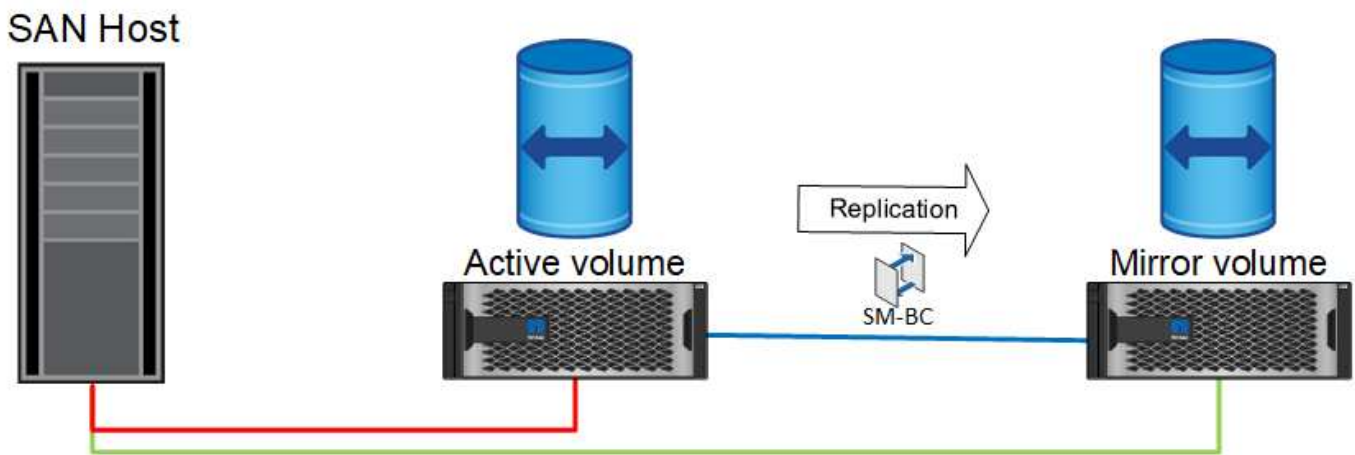 SAN Host
Replication
Active volume
Mirror volume
SM-BC